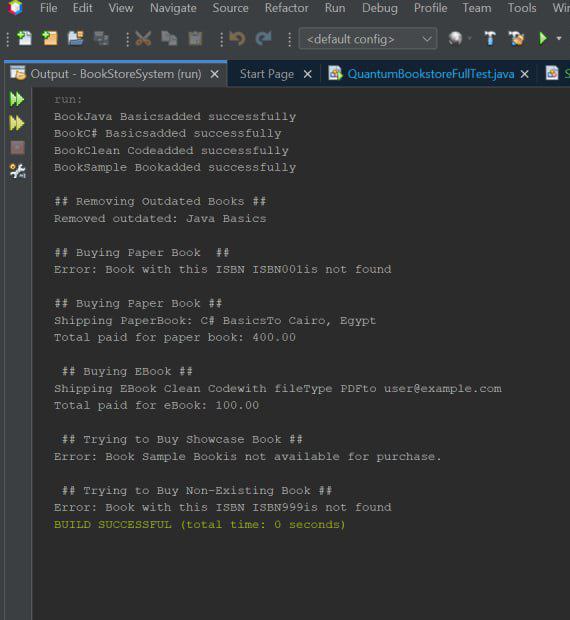 Edit View Navigate Source Refactor Run Debug Profile Team Tools
<default config>
Output - BookStoreSystem (run) Start Page QuantumBookstoreFullTest.java
run:
BookJava Basicsadded successfully
BookC# Basicsadded successfully
BookClean Codeadded successfully
BookSample Bookadded successfully
## Removing Outdated Books ##
Removed outdated: Java Basics
## Buying Paper Book  ##
Error: Book with this ISBN ISBN001is not found
## Buying Paper Book ##
Shipping PaperBook: C# BasicsTo Cairo, Egypt
Total paid for paper book: 400.00
## Buying EBook ##
Shipping EBook Clean Codewith fileType PDFto user@example.com
Total paid for eBook: 100.00
## Trying to Buy Showcase Book ##
Error: Book Sample Bookis not available for purchase.
## Trying to Buy Non-Existing Book ##
Error: Book with this ISBN ISBN999is not found
BUILD SUCCESSFUL (total time: 0 seconds)